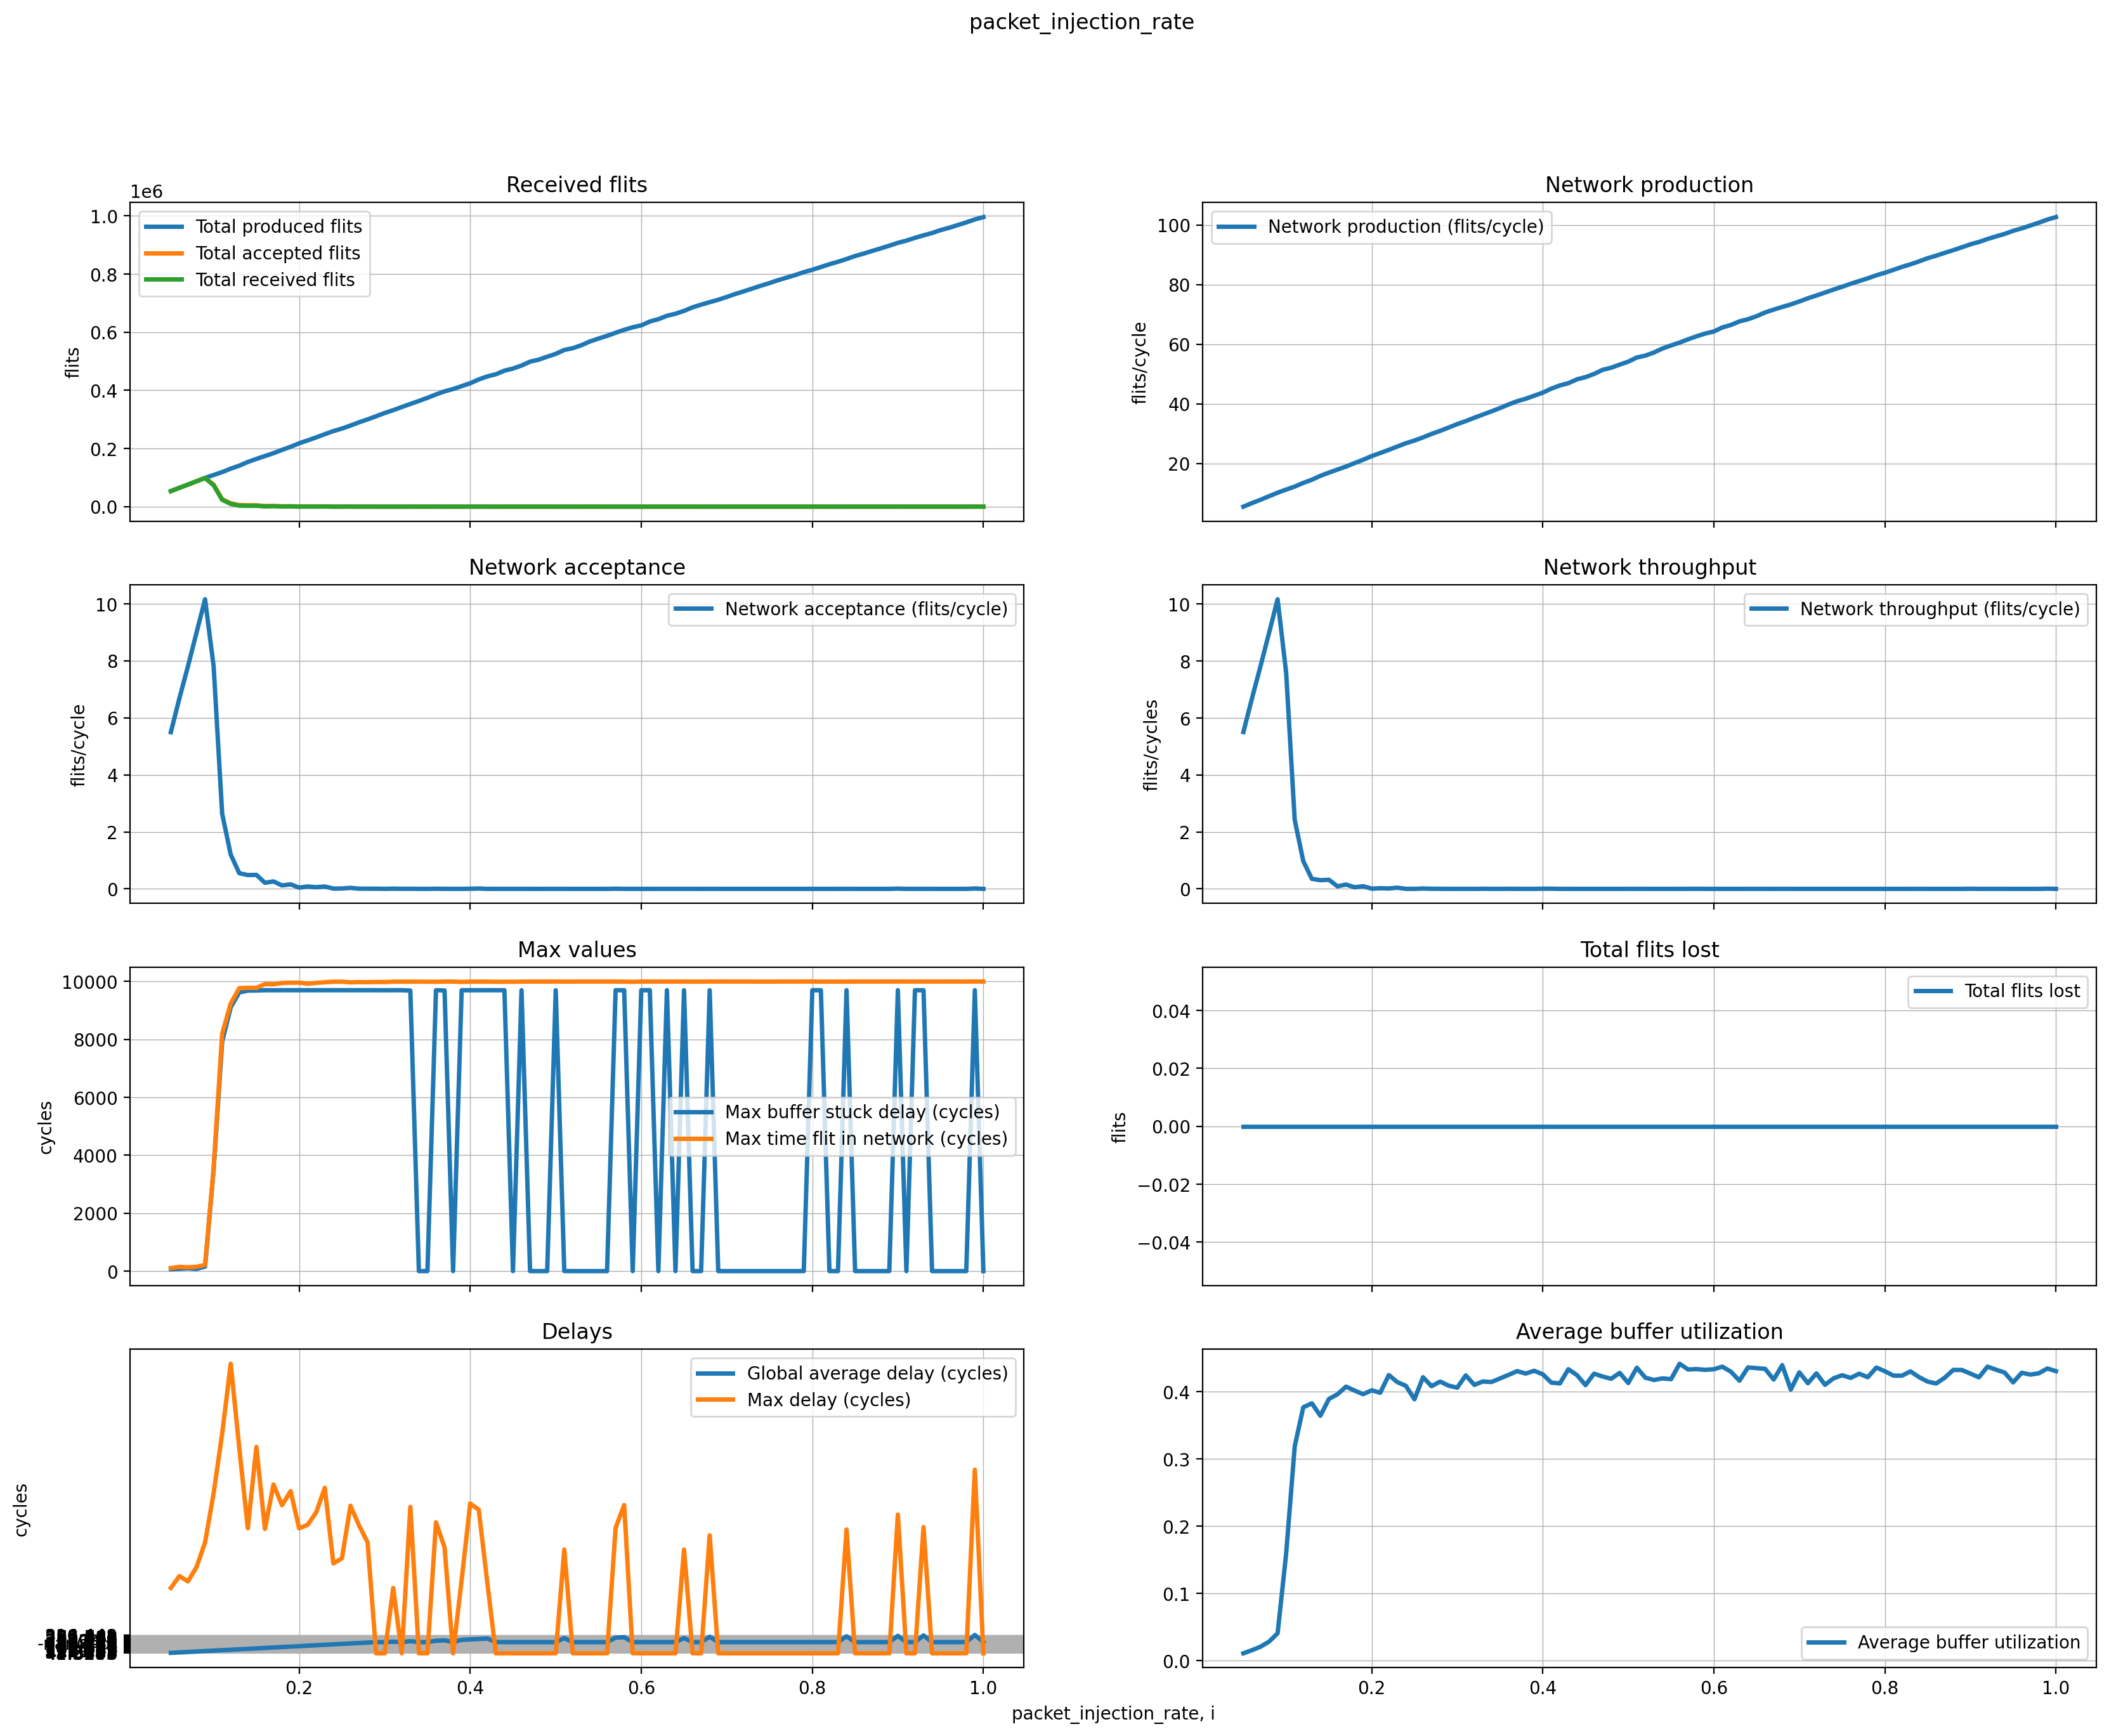 packet_injection_rate
Received flits
1e6
Total produced flits
Total accepted flits
Total received flits
flits
1.0
0.8
0.6
0.4
0.2
0.0
Network production
Network production (flits/cycle)
flits/cycle
100
80
60
40
20
Network acceptance
Network acceptance (flits/cycle)
flits/cycle
10
8
6
4
2
0
Network throughput
Network throughput (flits/cycle)
flits/cycles
10
8
6
4
2
0
Max values
Max buffer stuck delay (cycles)
Max time flit in network (cycles)
cycles
10000
8000
6000
4000
2000
0
Total flits lost
Total flits lost
flits
0.04
0.02
0.00
−0.02
−0.04
Delays
Global average delay (cycles)
Max delay (cycles)
cycles
0.2 0.4 0.6 0.8 1.0
Average buffer utilization
Average buffer utilization
0.4
0.3
0.2
0.1
0.0
0.2 0.4 0.6 0.8 1.0
packet_injection_rate, i